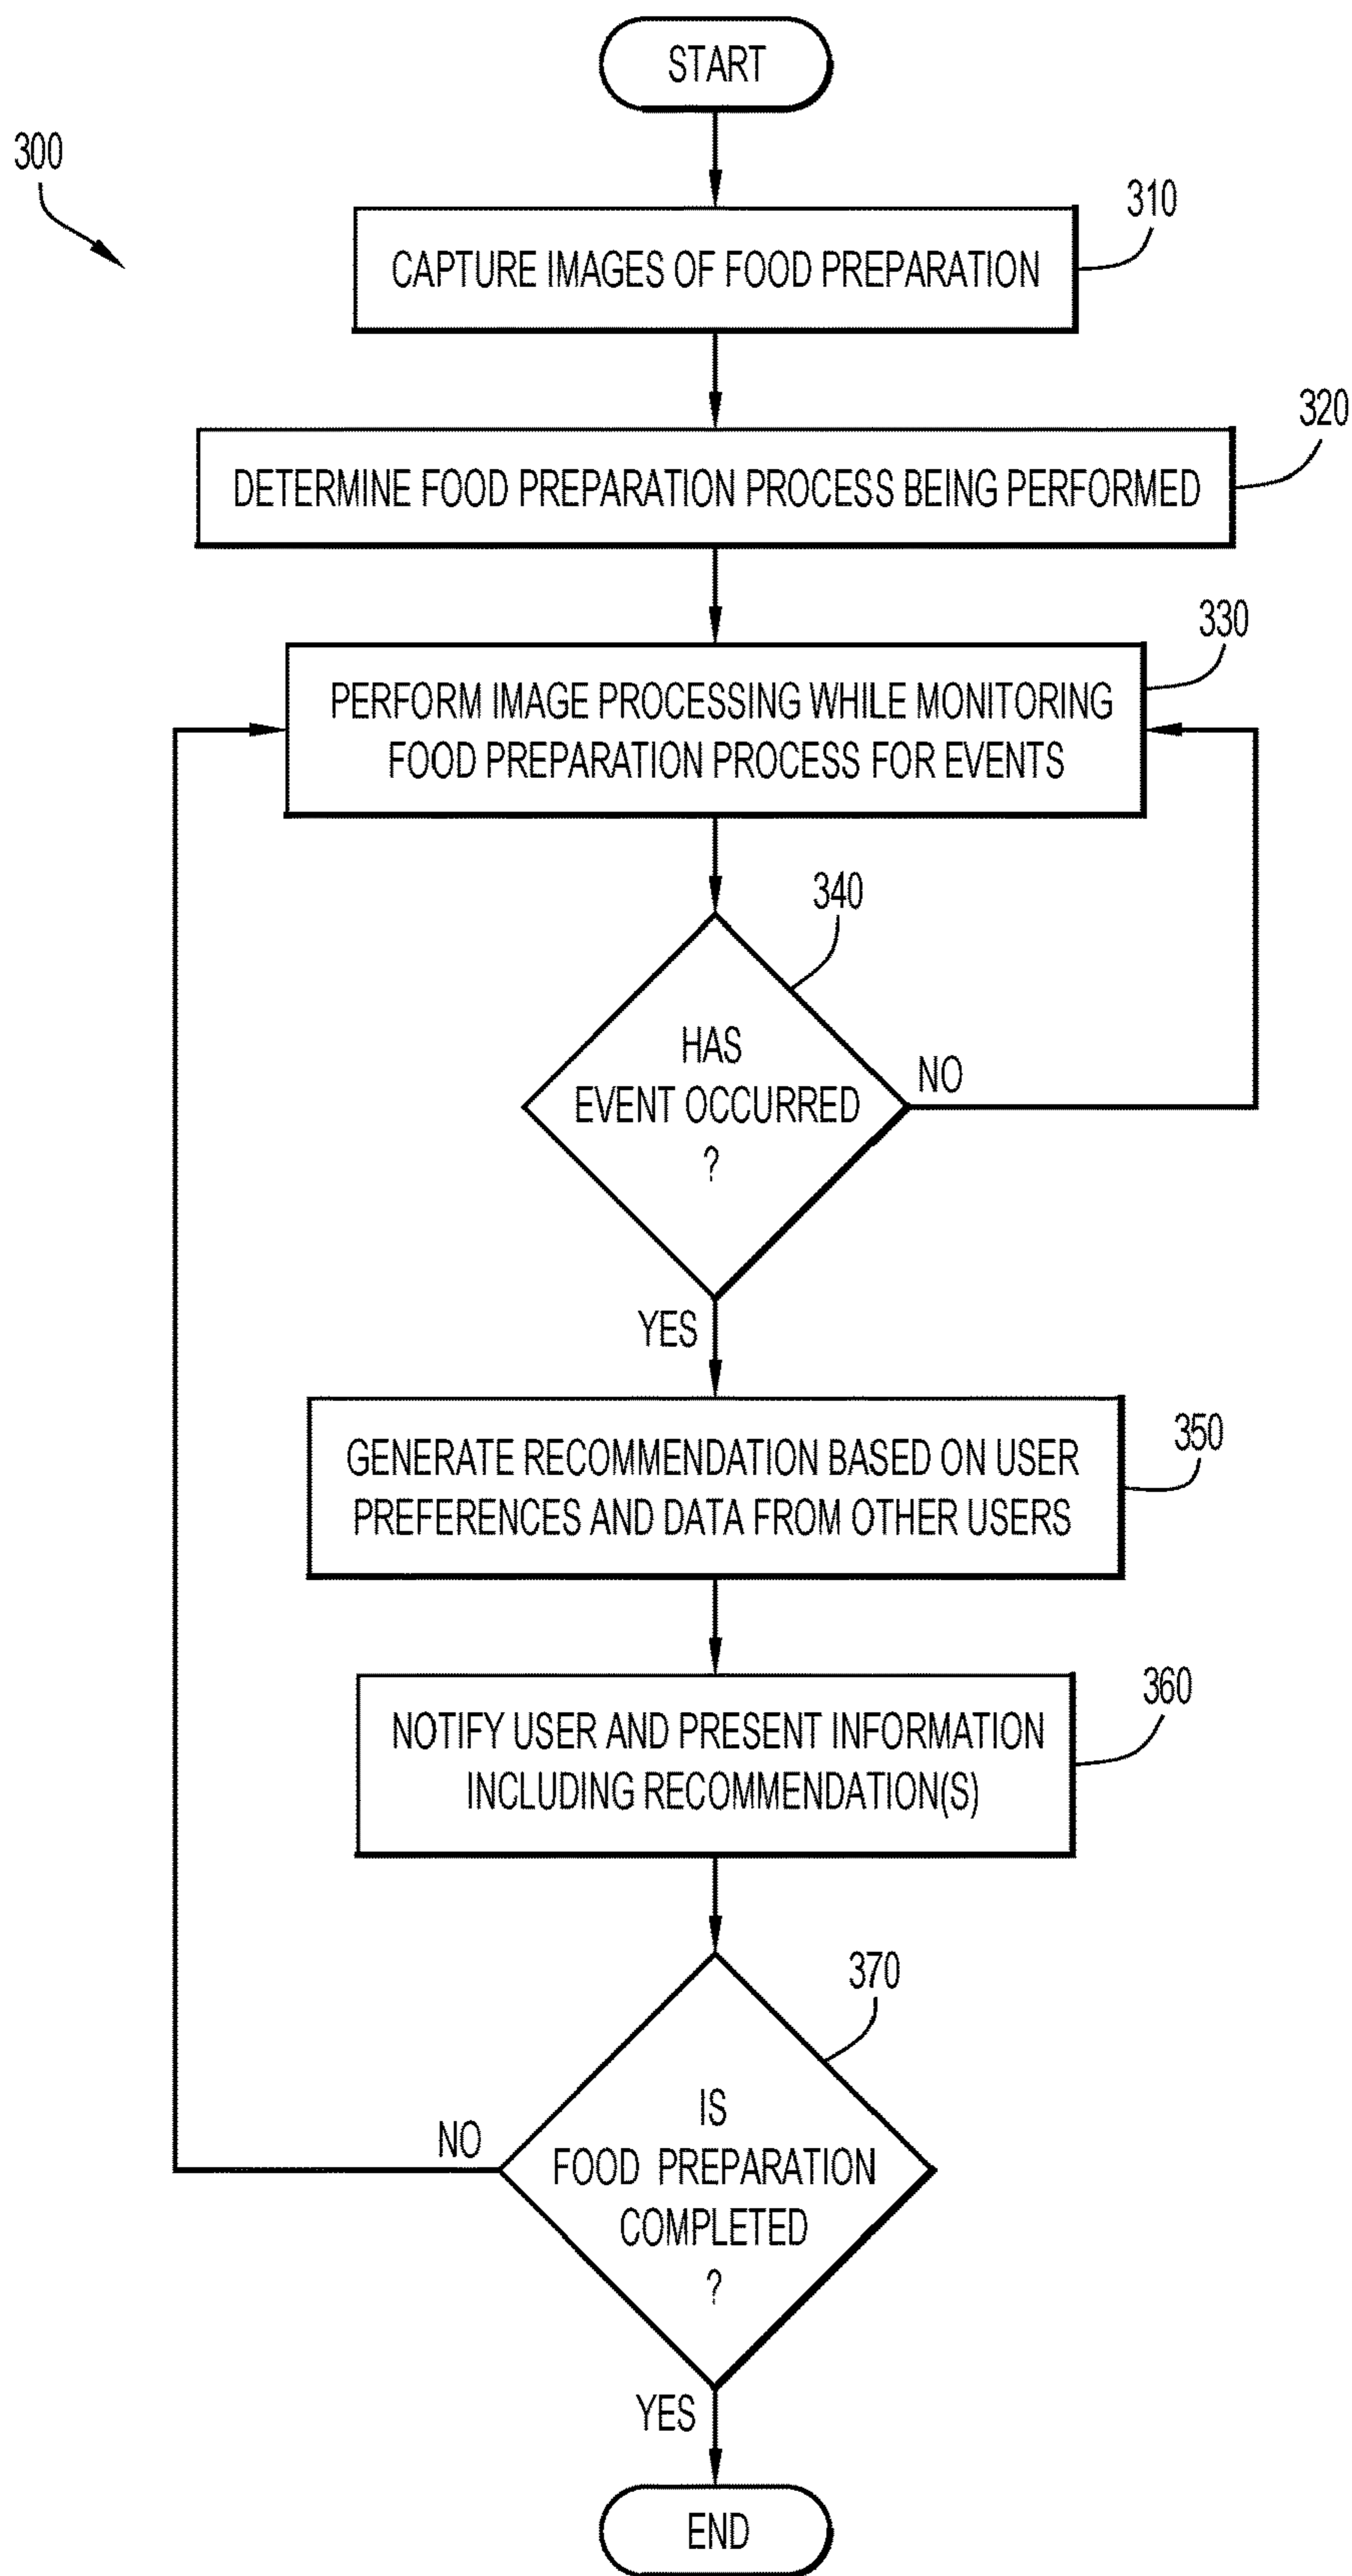 START
300
310
CAPTURE IMAGES OF FOOD PREPARATION
320
DETERMINE FOOD PREPARATION PROCESS BEING PERFORMED
330
PERFORM IMAGE PROCESSING WHILE MONITORING
FOOD PREPARATION PROCESS FOR EVENTS
340
HAS
EVENT OCCURRED
?
NO
YES
350
GENERATE RECOMMENDATION BASED ON USER
PREFERENCES AND DATA FROM OTHER USERS
360
NOTIFY USER AND PRESENT INFORMATION
INCLUDING RECOMMENDATION(S)
370
IS
FOOD PREPARATION
COMPLETED
?
NO
YES
END